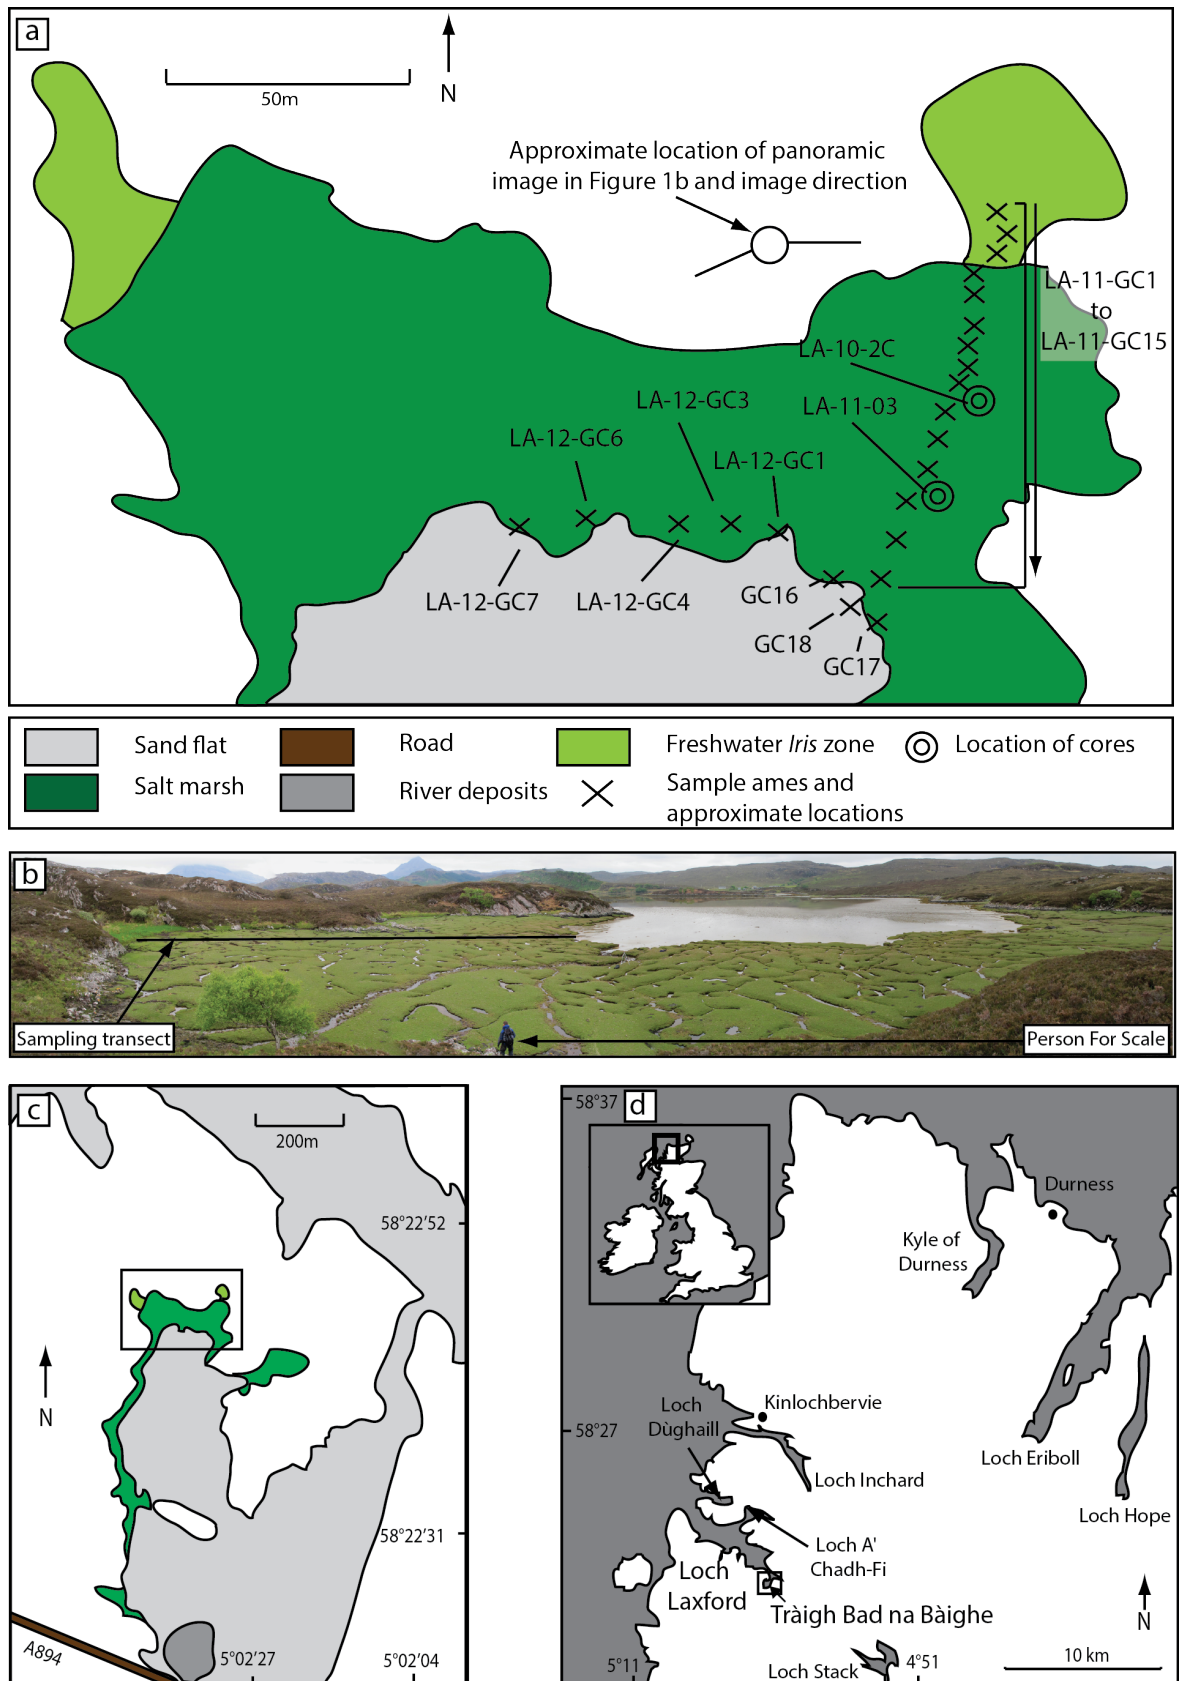 a
50m
N
Approximate location of panoramic
image in Figure 1b and image direction
LA-11-GC1
to
LA-11-GC15
LA-10-2C
LA-11-03
LA-12-GC3
LA-12-GC6
LA-12-GC1
LA-12-GC7
LA-12-GC4
GC16
GC18
GC17
Sand flat
Road
Freshwater Iris zone
Location of cores
Salt marsh
River deposits
Sample ames and
approximate locations
b
Sampling transect
Person For Scale
c
200m
58°22'52
N
58°22'31
A894
5°02'27
5°02'04
d
58°37
Durness
Kyle of
Durness
Loch
Dùghaill
Kinlochbervie
58°27
Loch Inchard
Loch Eriboll
Loch Hope
Loch A'
Chadh-Fi
Loch
Laxford
Tràigh Bad na Bàighe
N
5°11
Loch Stack
4°51
10 km